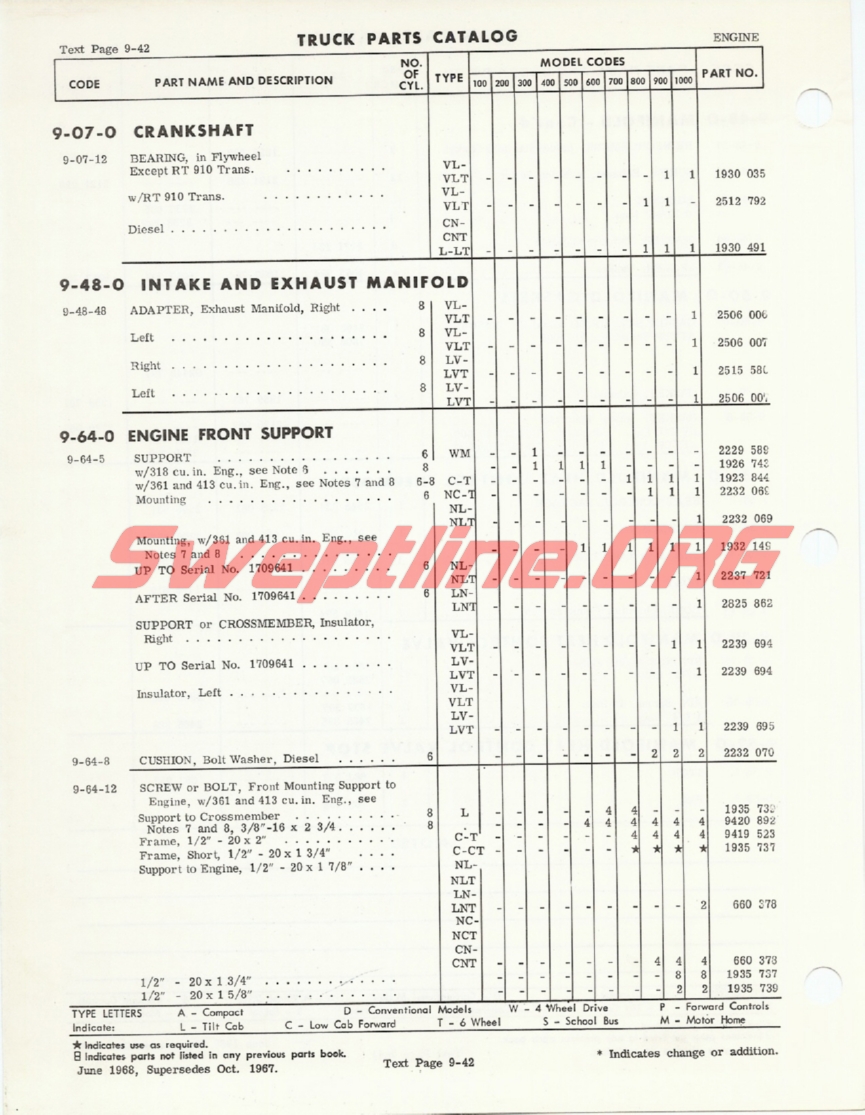 Text Page 9-42
TRUCK PARTS CATALOG
ENGINE
CODE PART NAME AND DESCRIPTION NO. OF CYL. TYPE MODEL CODES PART NO.
100 200 300 400 500 600 700 800 900 1000
9-07-0 CRANKSHAFT
9-07-12 BEARING, in Flywheel
Except RT 910 Trans. . . . . . . . . . . VL-
VLT - - - - - - - - 1 1 1930 035
w/RT 910 Trans. . . . . . . . . . . . . VL-
VLT - - - - - - - 1 1 - 2512 792
Diesel . . . . . . . . . . . . . . . . . . . . . CN-
CNT
L-LT - - - - - - - 1 1 1 1930 491
9-48-0 INTAKE AND EXHAUST MANIFOLD
9-48-48 ADAPTER, Exhaust Manifold, Right . . . . 8 VL-
VLT - - - - - - - - - 1 2506 006
Left . . . . . . . . . . . . . . . . . . . . . 8 VL-
VLT - - - - - - - - - 1 2506 007
Right . . . . . . . . . . . . . . . . . . . . . 8 LV-
LVT - - - - - - - - - 1 2515 58
Left . . . . . . . . . . . . . . . . . . . . . 8 LV-
LVT - - - - - - - - - 1 2506 00
9-64-0 ENGINE FRONT SUPPORT
9-64-5 SUPPORT . . . . . . . . . . . . . . . . . 6 WM - - 1 - - - - - - - 2229 589
w/318 cu. in. Eng., see Note 6 . . . . . . . 8 - - 1 1 1 1 - - - - 1926 743
w/361 and 413 cu. in. Eng., see Notes 7 and 8 6-8 C-T - - - - - - 1 1 1 1 1923 844
Mounting . . . . . . . . . . . . . . . . . . 6 NC-T - - - - - - - 1 1 1 2232 069
NL-
NLT - - - - - - - - - 1 2232 069
Mounting, w/361 and 413 cu. in. Eng., see
Notes 7 and 8 . . . . . . . . . . . . . . . - - - - 1 1 1 1 1 1 1932 149
UP TO Serial No. 1709641 . . . . . . . . . 6 NL-
NLT - - - - - - - - - 1 2237 721
AFTER Serial No. 1709641 . . . . . . . . . 6 LN-
LNT - - - - - - - - - 1 2825 862
SUPPORT or CROSSMEMBER, Insulator,
Right . . . . . . . . . . . . . . . . . . . . VL-
VLT - - - - - - - - 1 1 2239 694
UP TO Serial No. 1709641 . . . . . . . . . LV-
LVT - - - - - - - - - 1 2239 694
Insulator, Left . . . . . . . . . . . . . . . . VL-
VLT
LV-
LVT - - - - - - - - 1 1 2239 695
9-64-8 CUSHION, Bolt Washer, Diesel . . . . . . 6 - - - - - - - 2 2 2 2232 070
9-64-12 SCREW or BOLT, Front Mounting Support to
Engine, w/361 and 413 cu. in. Eng., see
Support to Crossmember . . . . . . . . . . 8 L - - - - - 4 4 - - - 1935 739
Notes 7 and 8, 3/8"-16 x 2 3/4 . . . . . . 8 - - - - 4 4 4 4 4 4 9420 892
Frame, 1/2" - 20 x 2" . . . . . . . . . . . C-T - - - - - - 4 4 4 4 9419 523
Frame, Short, 1/2" - 20 x 1 3/4" . . . . C-CT - - - - - - ★ ★ ★ ★ 1935 737
Support to Engine, 1/2" - 20 x 1 7/8" . . . . NL-
NLT
LN-
LNT - - - - - - - - - 2 660 378
NC-
NCT
CN-
CNT - - - - - - - 4 4 4 660 378
1/2" - 20 x 1 3/4" . . . . . . . . . . . . . - - - - - - - - 8 8 1935 737
1/2" - 20 x 1 5/8" . . . . . . . . . . . . . - - - - - - - - 2 2 1935 739
TYPE LETTERS A - Compact D - Conventional Models W - 4 Wheel Drive P - Forward Controls
Indicate: L - Tilt Cab C - Low Cab Forward T - 6 Wheel S - School Bus M - Motor Home
★ Indicates use as required.
8 Indicates parts not listed in any previous parts book.
* Indicates change or addition.
June 1968, Supersedes Oct. 1967.
Text Page 9-42
Sweptline.ORG